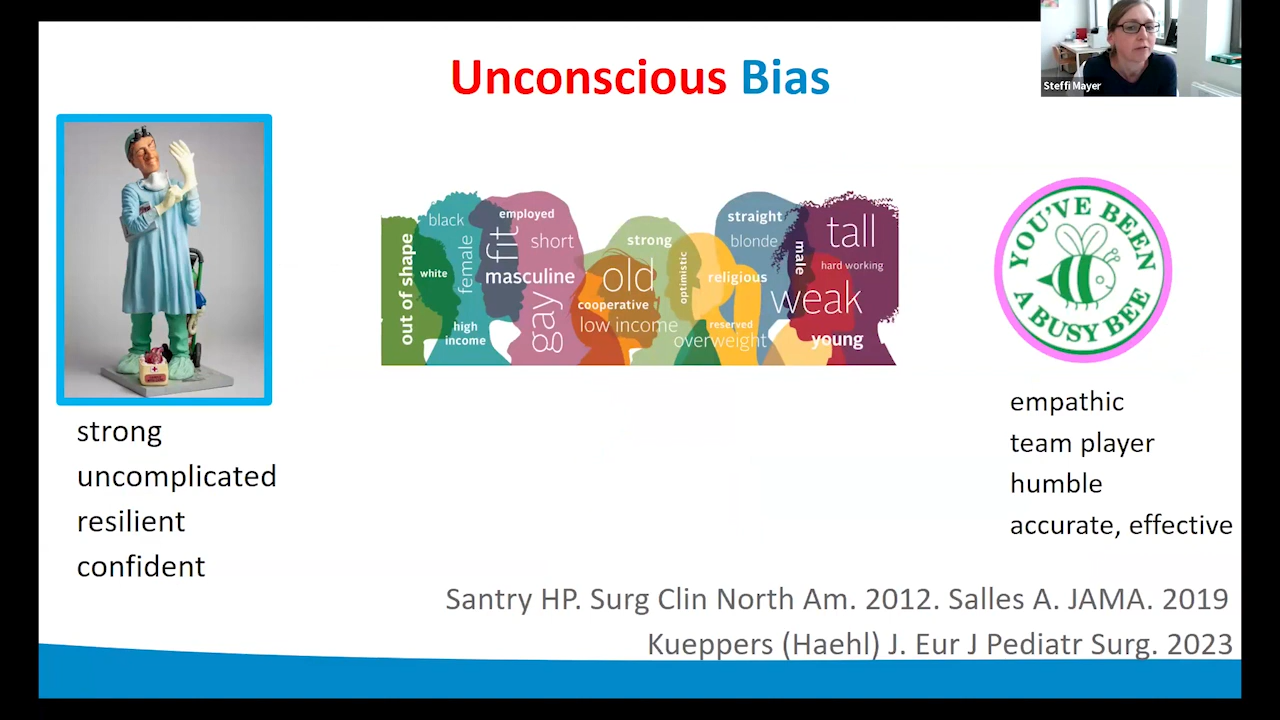 Unconscious Bias
Steffi Mayer
out of shape
black
white
female
high
income
employed
fit
short
masculine
gay
strong
old
cooperative
low income
optimistic
religious
reserved
overweight
straight
blonde
male
tall
hard working
weak
young
YOU'VE BEEN
A BUSY BEE
strong
uncomplicated
resilient
confident
empathic
team player
humble
accurate, effective
Santry HP. Surg Clin North Am. 2012. Salles A. JAMA. 2019
Kueppers (Haehl) J. Eur J Pediatr Surg. 2023